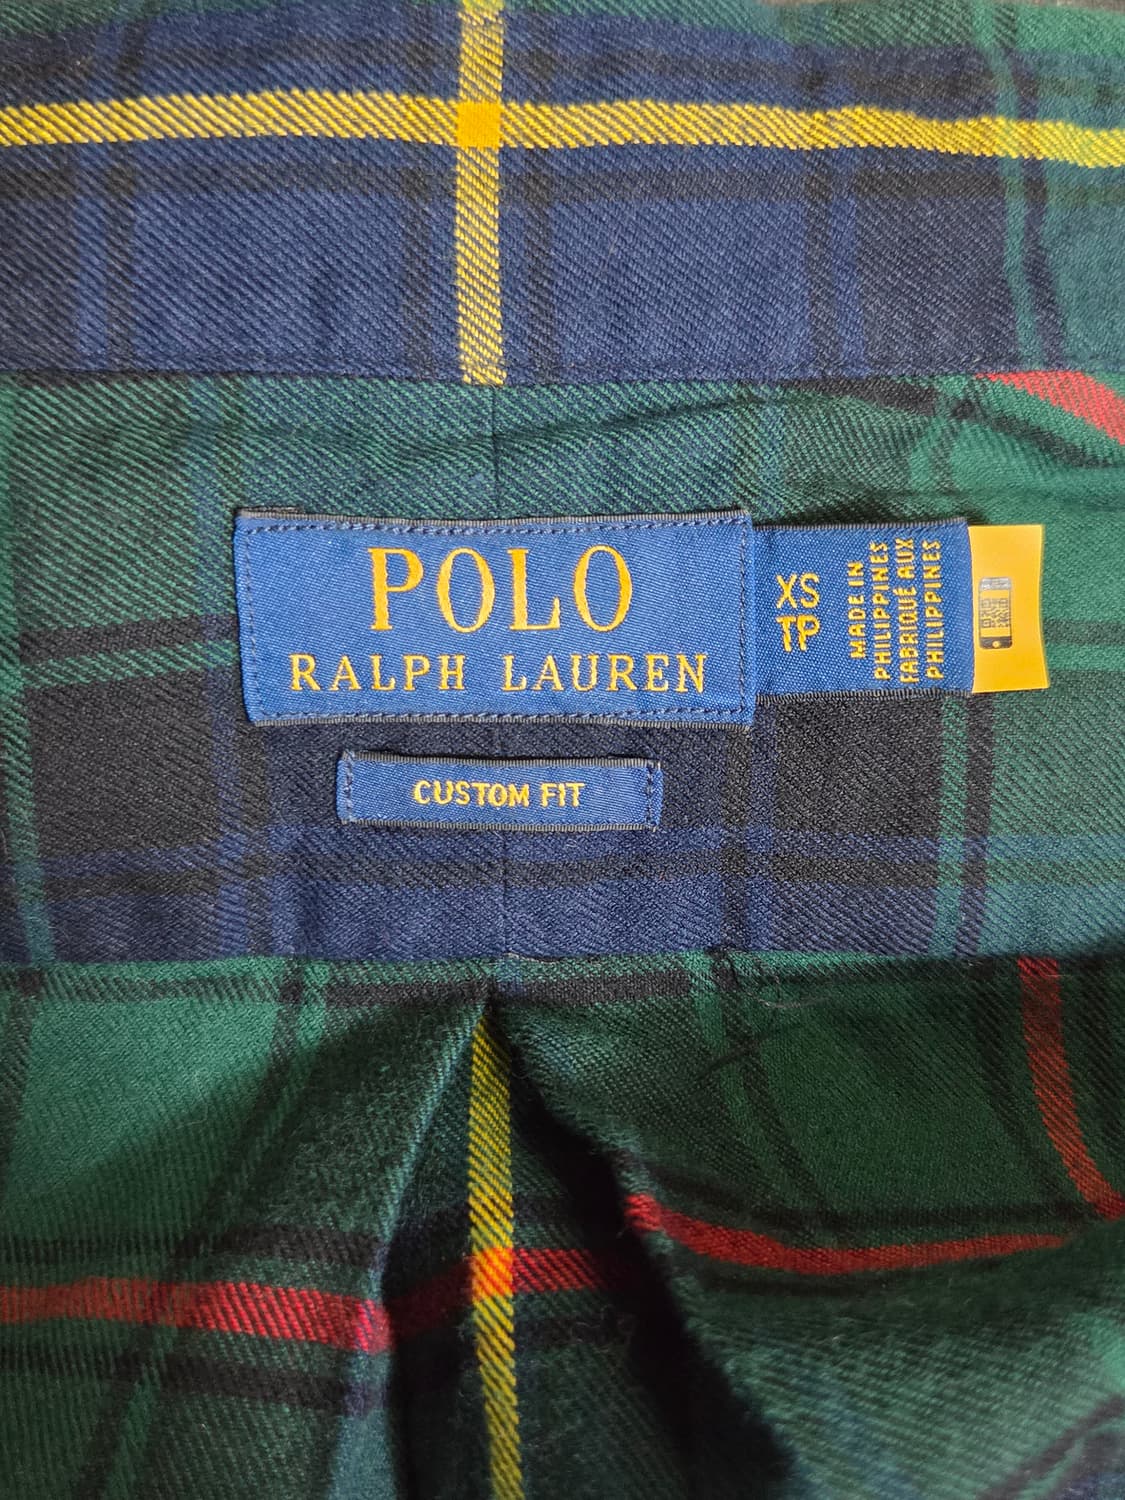 POLO
RALPH LAUREN
XS
TP
MADE IN
PHILIPPINES
FABRIQUÉ AUX
PHILIPPINES
CUSTOM FIT